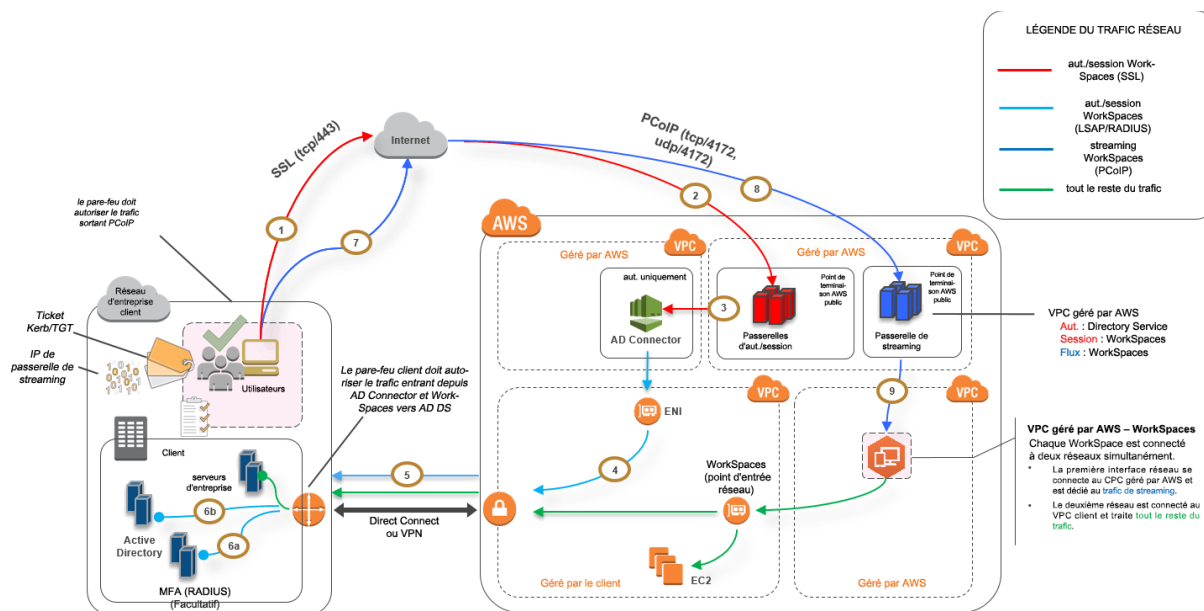 LÉGENDE DU TRAFIC RÉSEAU
aut./session Work-
Spaces (SSL)
aut./session
WorkSpaces
(LSAP/RADIUS)
streaming
WorkSpaces
(PCoIP)
tout le reste du trafic
Internet
SSL (tcp/443)
PCoIP (tcp/4172,
udp/4172)
1
7
2
8
le pare-feu doit
autoriser le trafic
sortant PCoIP
AWS
Géré par AWS
VPC
Géré par AWS
VPC
aut. uniquement
AD Connector
3
Point de
terminai-
son AWS
public
Passerelles
d'aut./session
Point de
terminai-
son AWS
public
Passerelle de
streaming
VPC géré par AWS
Aut. : Directory Service
Session : WorkSpaces
Flux : WorkSpaces
Réseau
d'entreprise
client
Ticket
Kerb/TGT
IP de
passerelle de
streaming
Utilisateurs
Client
Le pare-feu client doit auto-
riser le trafic entrant depuis
AD Connector et Work-
Spaces vers AD DS
serveurs
d'entreprise
6b
6a
Active
Directory
MFA (RADIUS)
(Facultatif)
5
Direct Connect
ou VPN
VPC
ENI
4
WorkSpaces
(point d'entrée
réseau)
EC2
Géré par le client
9
VPC
Géré par AWS
VPC géré par AWS – WorkSpaces
Chaque WorkSpace est connecté
à deux réseaux simultanément.
• La première interface réseau se
connecte au CPC géré par AWS et
est dédié au trafic de streaming.
• Le deuxième réseau est connecté au
VPC client et traite tout le reste du
trafic.